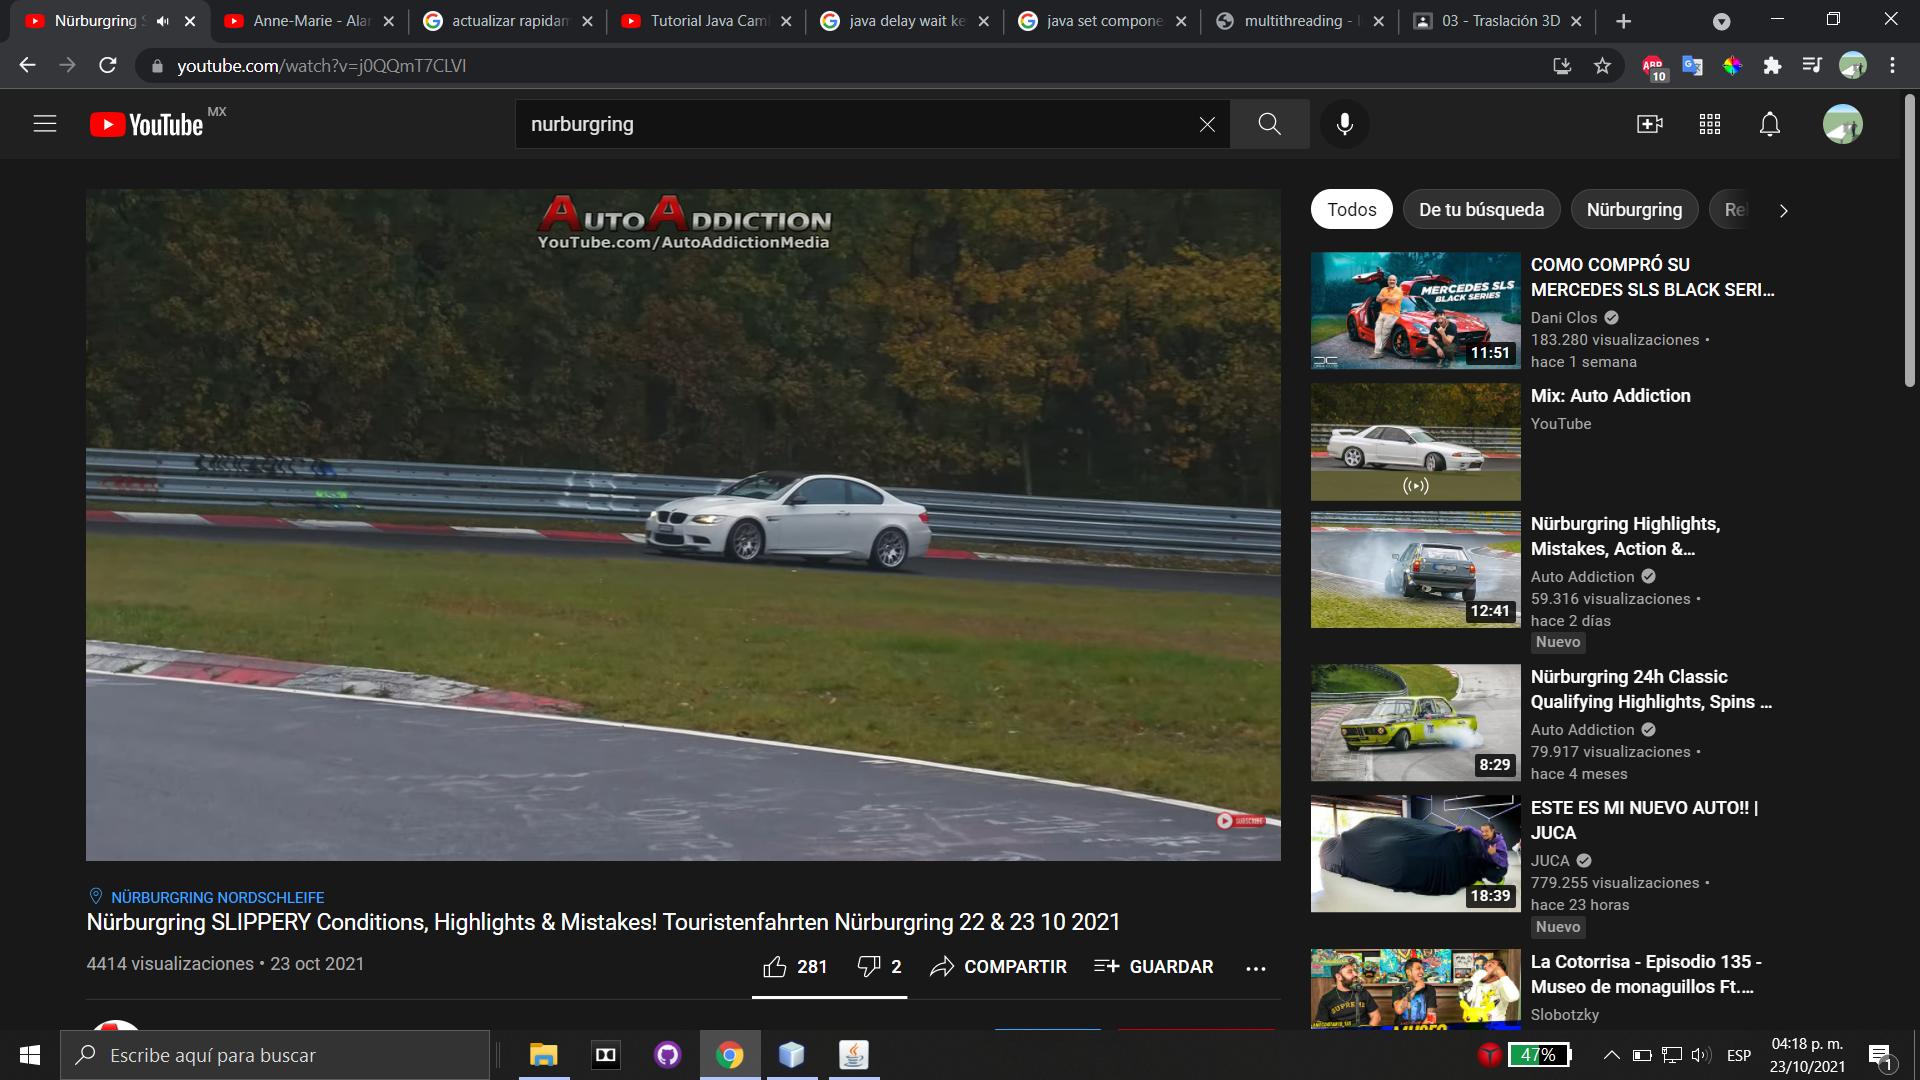 Nürburgring S
Anne-Marie - Alar
actualizar rapidam
Tutorial Java Camb
java delay wait ke
java set compone
multithreading - I
03 - Traslación 3D
youtube.com/watch?v=j0QQmT7CLVI
ABP
10
YouTube MX
nurburgring
AUTO ADDICTION
YouTube.com/AutoAddictionMedia
SUBSCRIBE
Todos
De tu búsqueda
Nürburgring
Rel
MERCEDES SLS
BLACK SERIES
11:51
COMO COMPRÓ SU
MERCEDES SLS BLACK SERI...
Dani Clos
183.280 visualizaciones •
hace 1 semana
Mix: Auto Addiction
YouTube
12:41
Nürburgring Highlights,
Mistakes, Action &...
Auto Addiction
59.316 visualizaciones •
hace 2 días
Nuevo
8:29
Nürburgring 24h Classic
Qualifying Highlights, Spins ...
Auto Addiction
79.917 visualizaciones •
hace 4 meses
18:39
ESTE ES MI NUEVO AUTO!! |
JUCA
JUCA
779.255 visualizaciones •
hace 23 horas
Nuevo
SUPREME
MUSEO
La Cotorrisa - Episodio 135 -
Museo de monaguillos Ft....
Slobotzky
NÜRBURGRING NORDSCHLEIFE
Nürburgring SLIPPERY Conditions, Highlights & Mistakes! Touristenfahrten Nürburgring 22 & 23 10 2021
4414 visualizaciones • 23 oct 2021
281
2
COMPARTIR
GUARDAR
Escribe aquí para buscar
47%
ESP
04:18 p. m.
23/10/2021
1